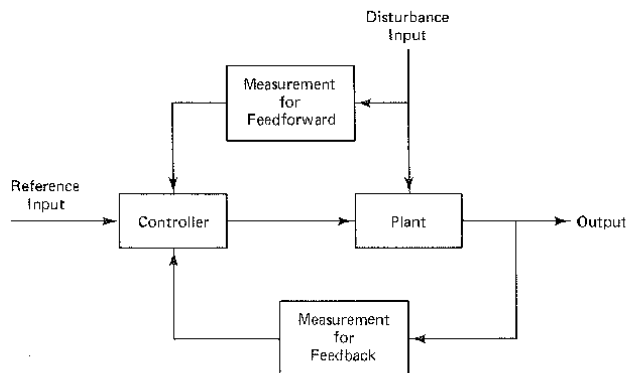 Disturbance
Input
Measurement
for
Feedforward
Reference
Input
Controller
Plant
Output
Measurement
for
Feedback